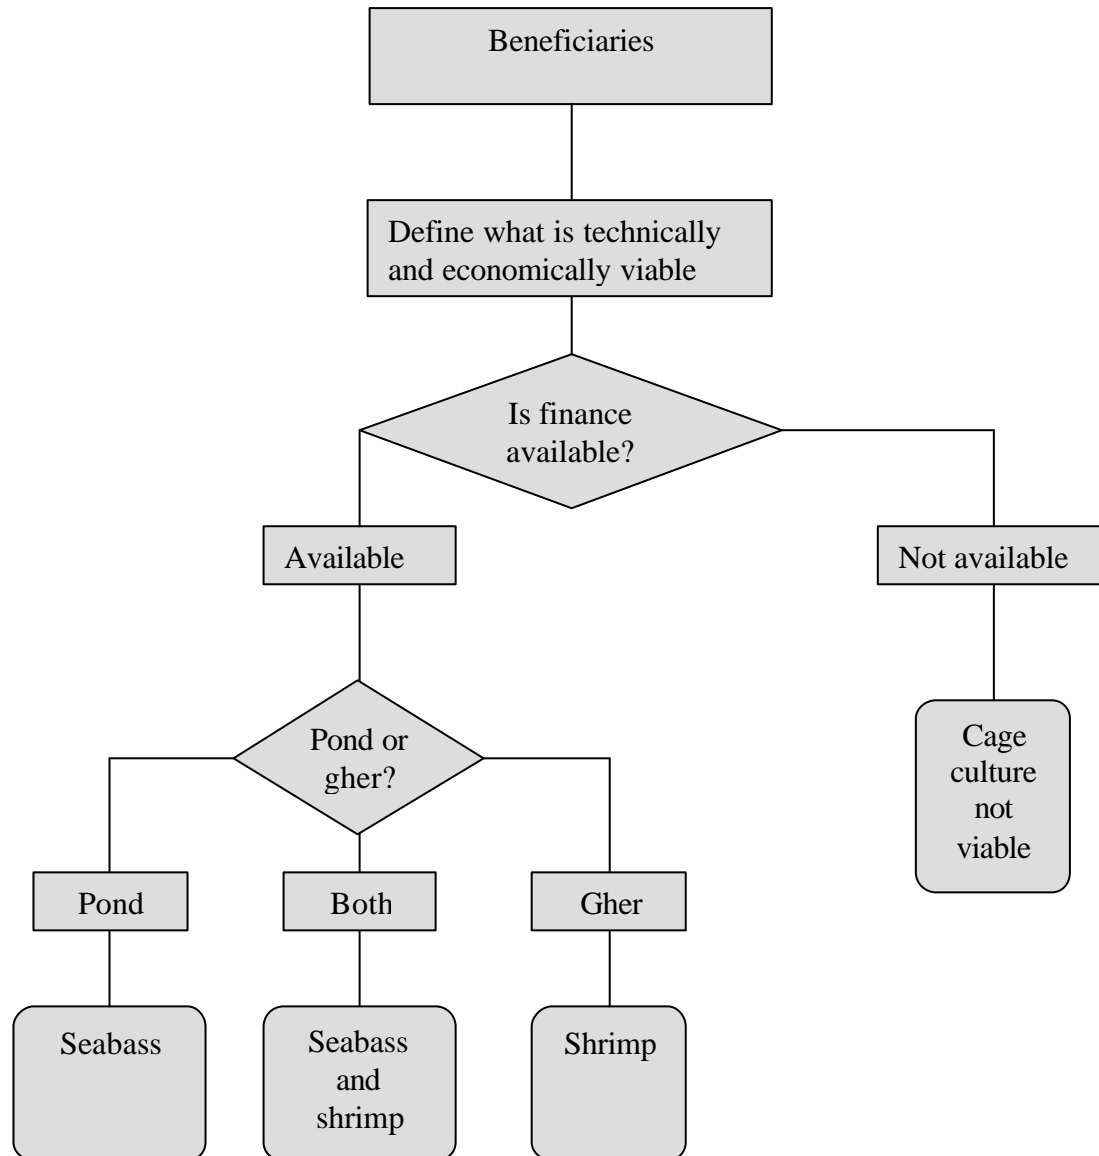 Beneficiaries
Define what is technically
and economically viable
Is finance
available?
Available
Not available
Pond or
gher?
Cage
culture
not
viable
Pond
Both
Gher
Seabass
Seabass
and
shrimp
Shrimp